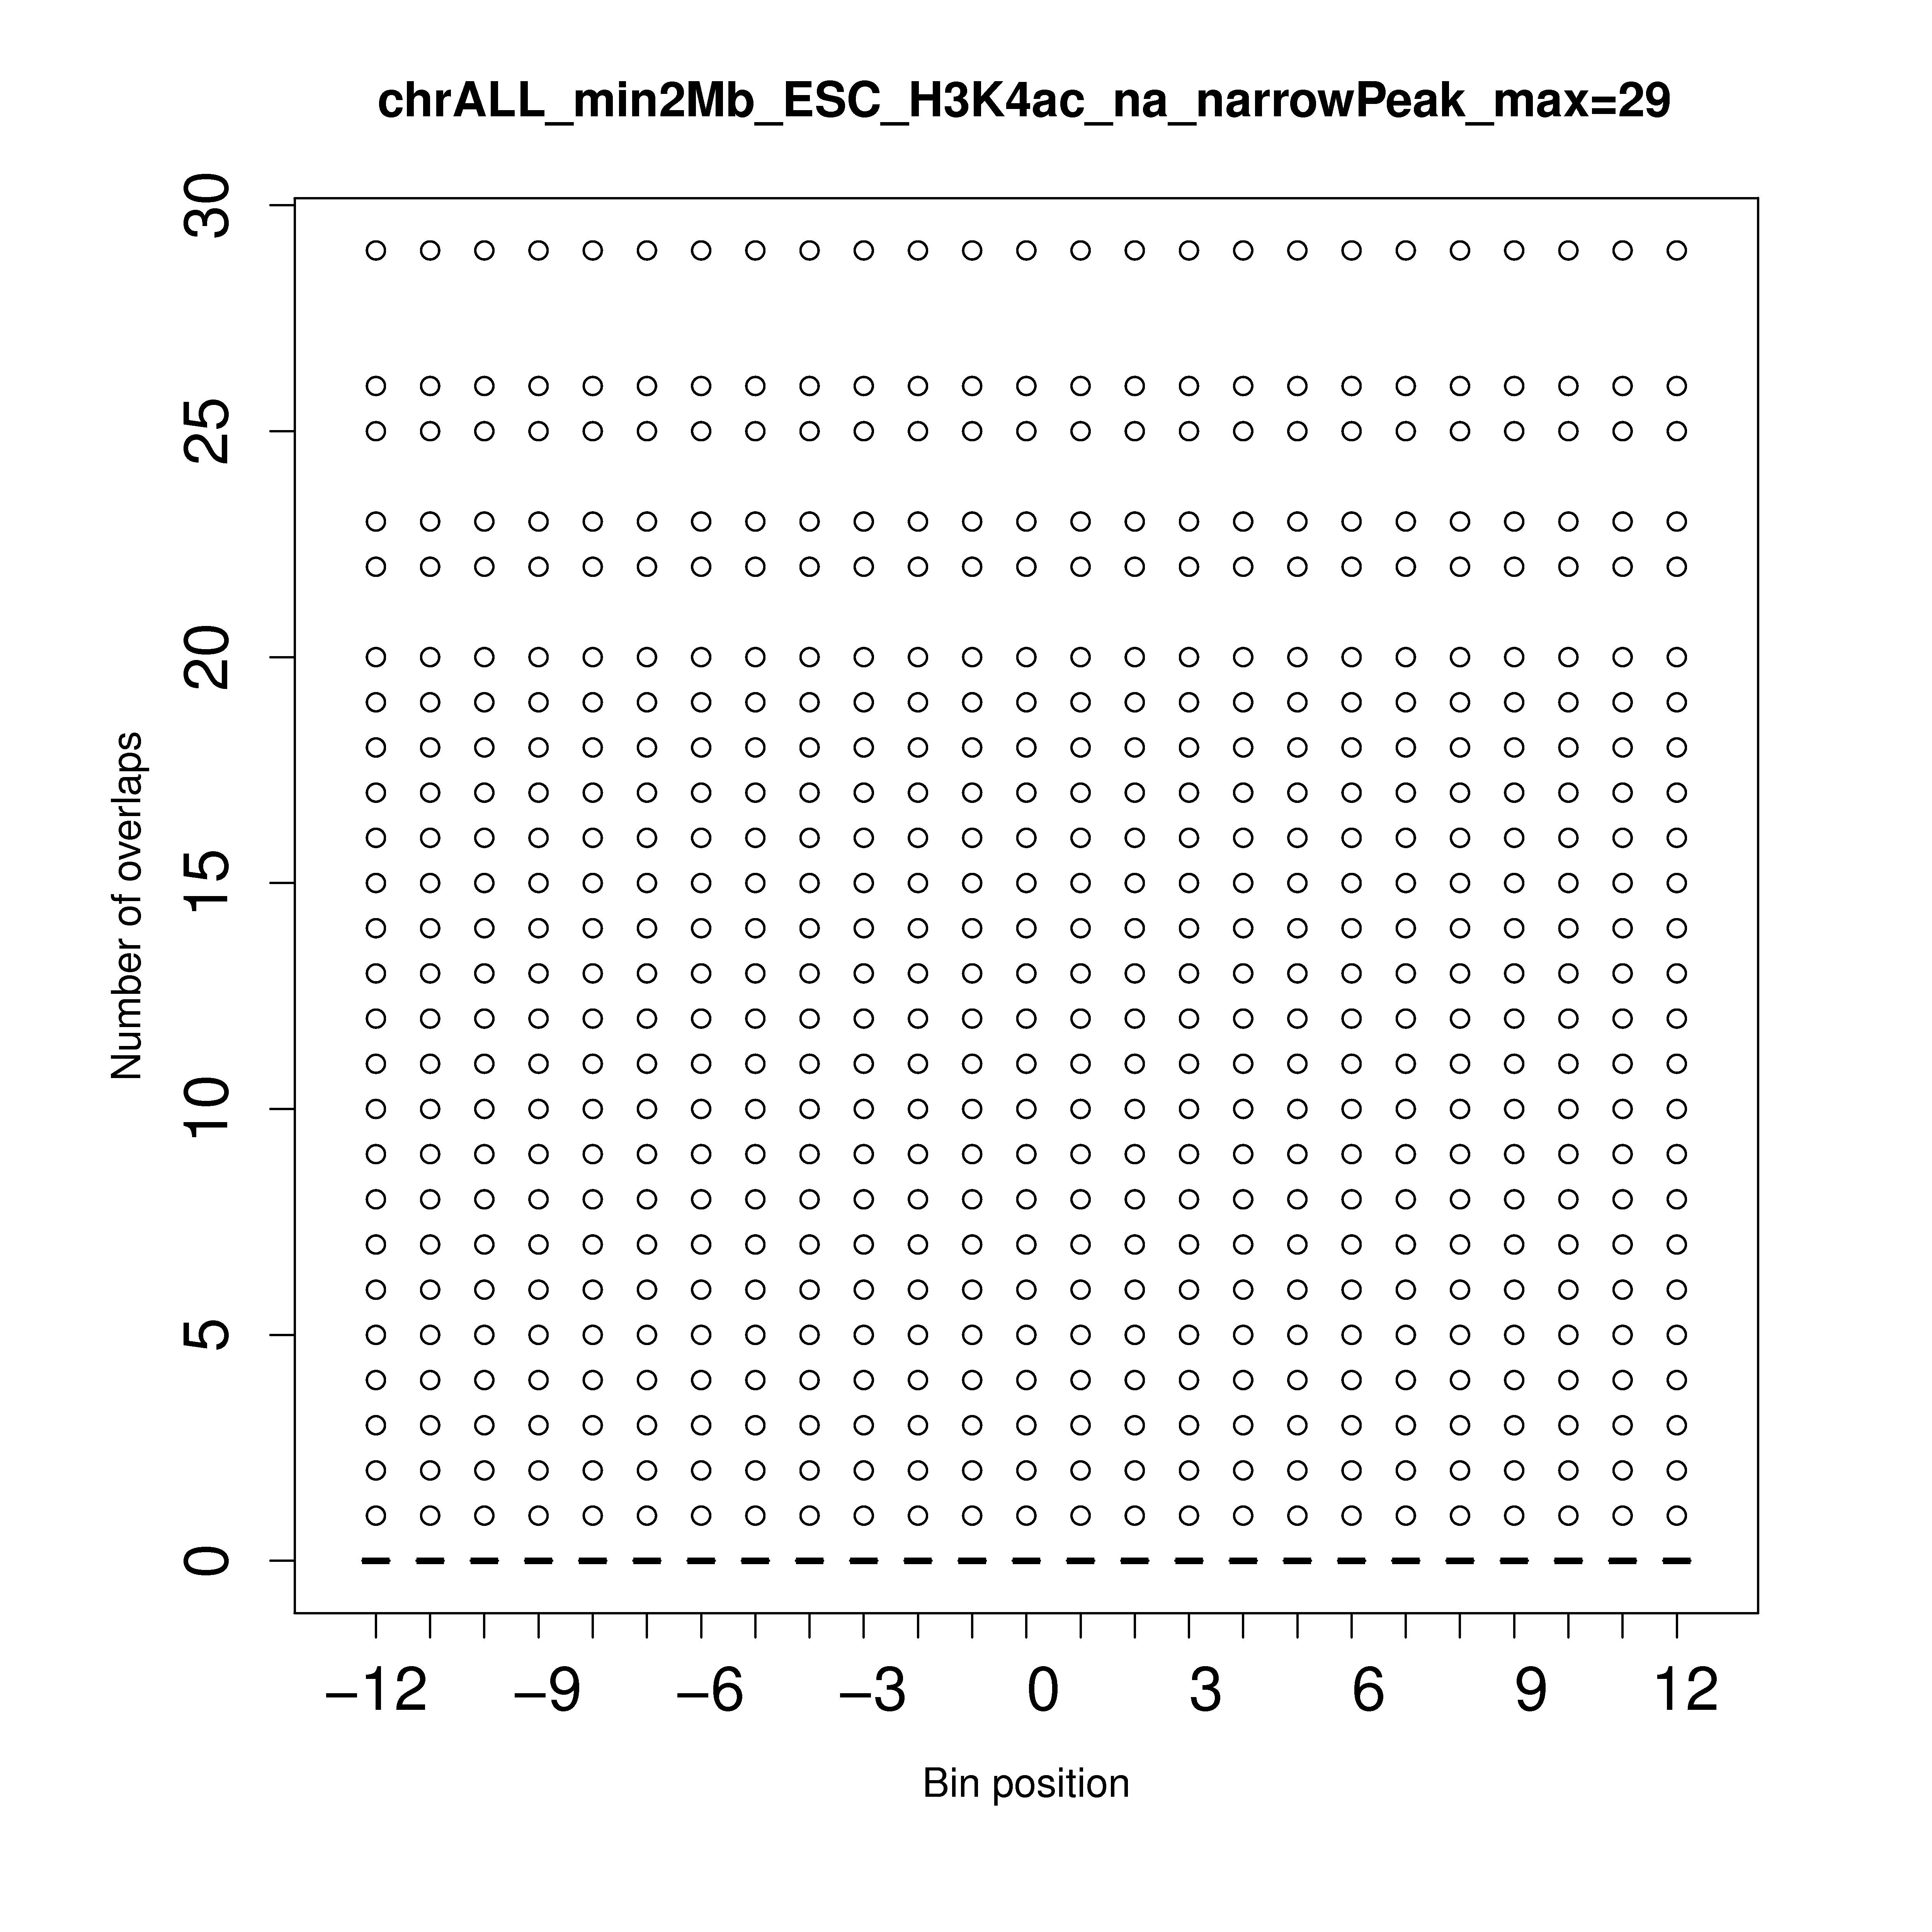 chrALL_min2Mb_ESC_H3K4ac_na_narrowPeak_max=29
30
25
20
15
10
5
0
Number of overlaps
−12 −9 −6 −3 0 3 6 9 12
Bin position